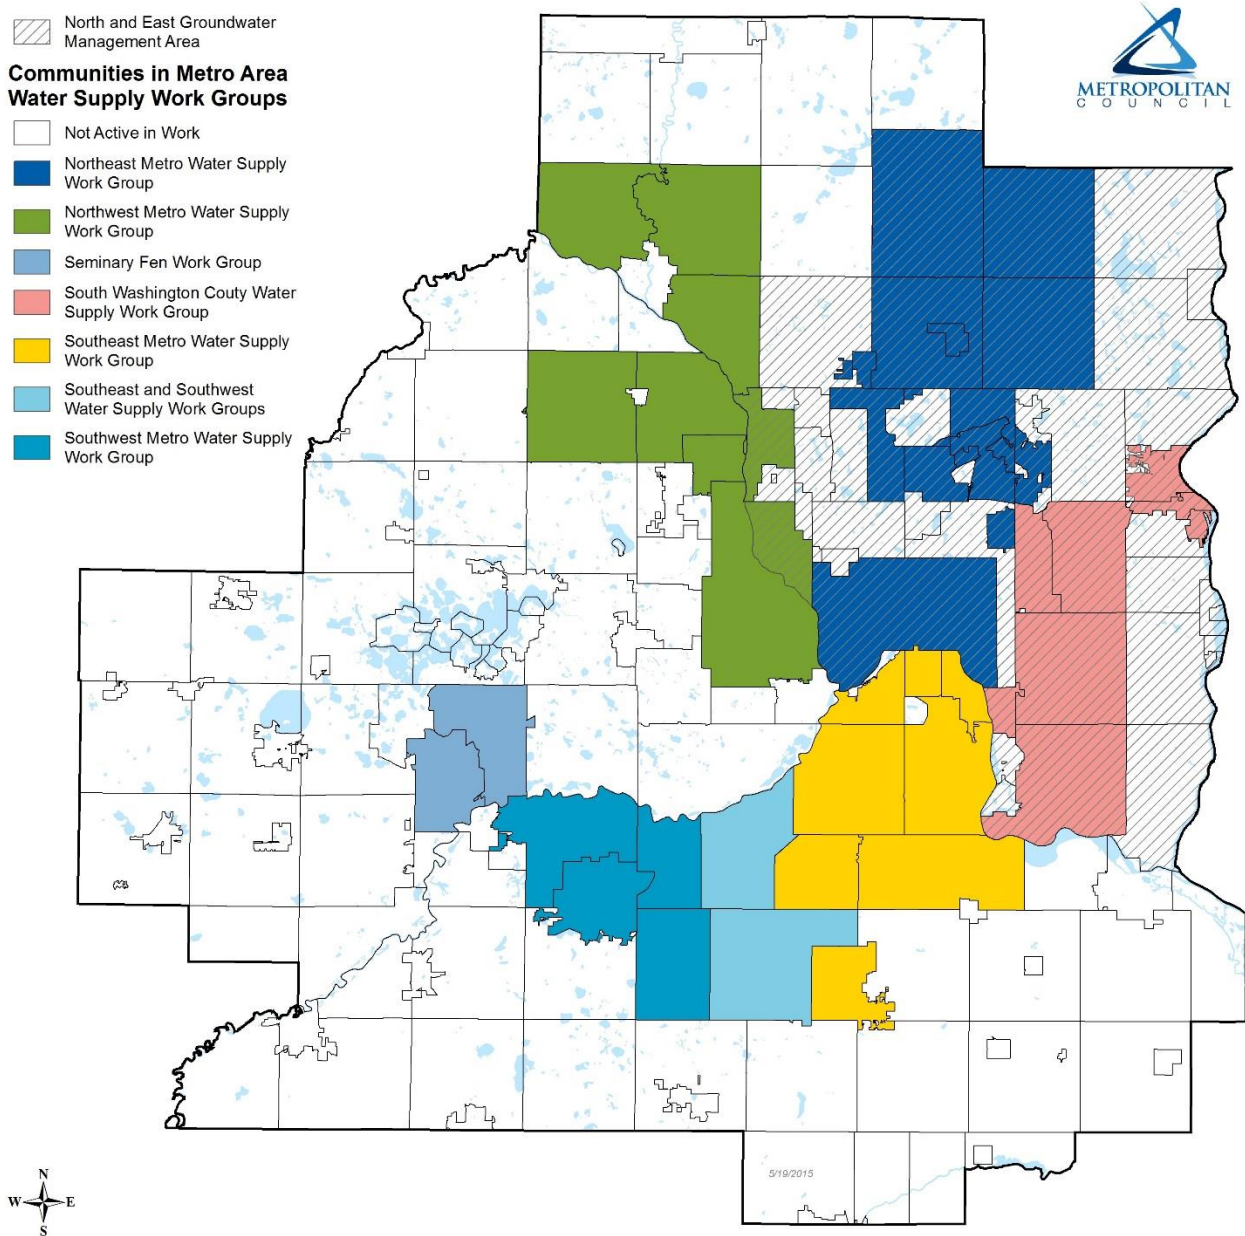 North and East Groundwater
Management Area
Communities in Metro Area
Water Supply Work Groups
Not Active in Work
Northeast Metro Water Supply
Work Group
Northwest Metro Water Supply
Work Group
Seminary Fen Work Group
South Washington Couty Water
Supply Work Group
Southeast Metro Water Supply
Work Group
Southeast and Southwest
Water Supply Work Groups
Southwest Metro Water Supply
Work Group
METROPOLITAN
COUNCIL
5/19/2015
N
W E
S